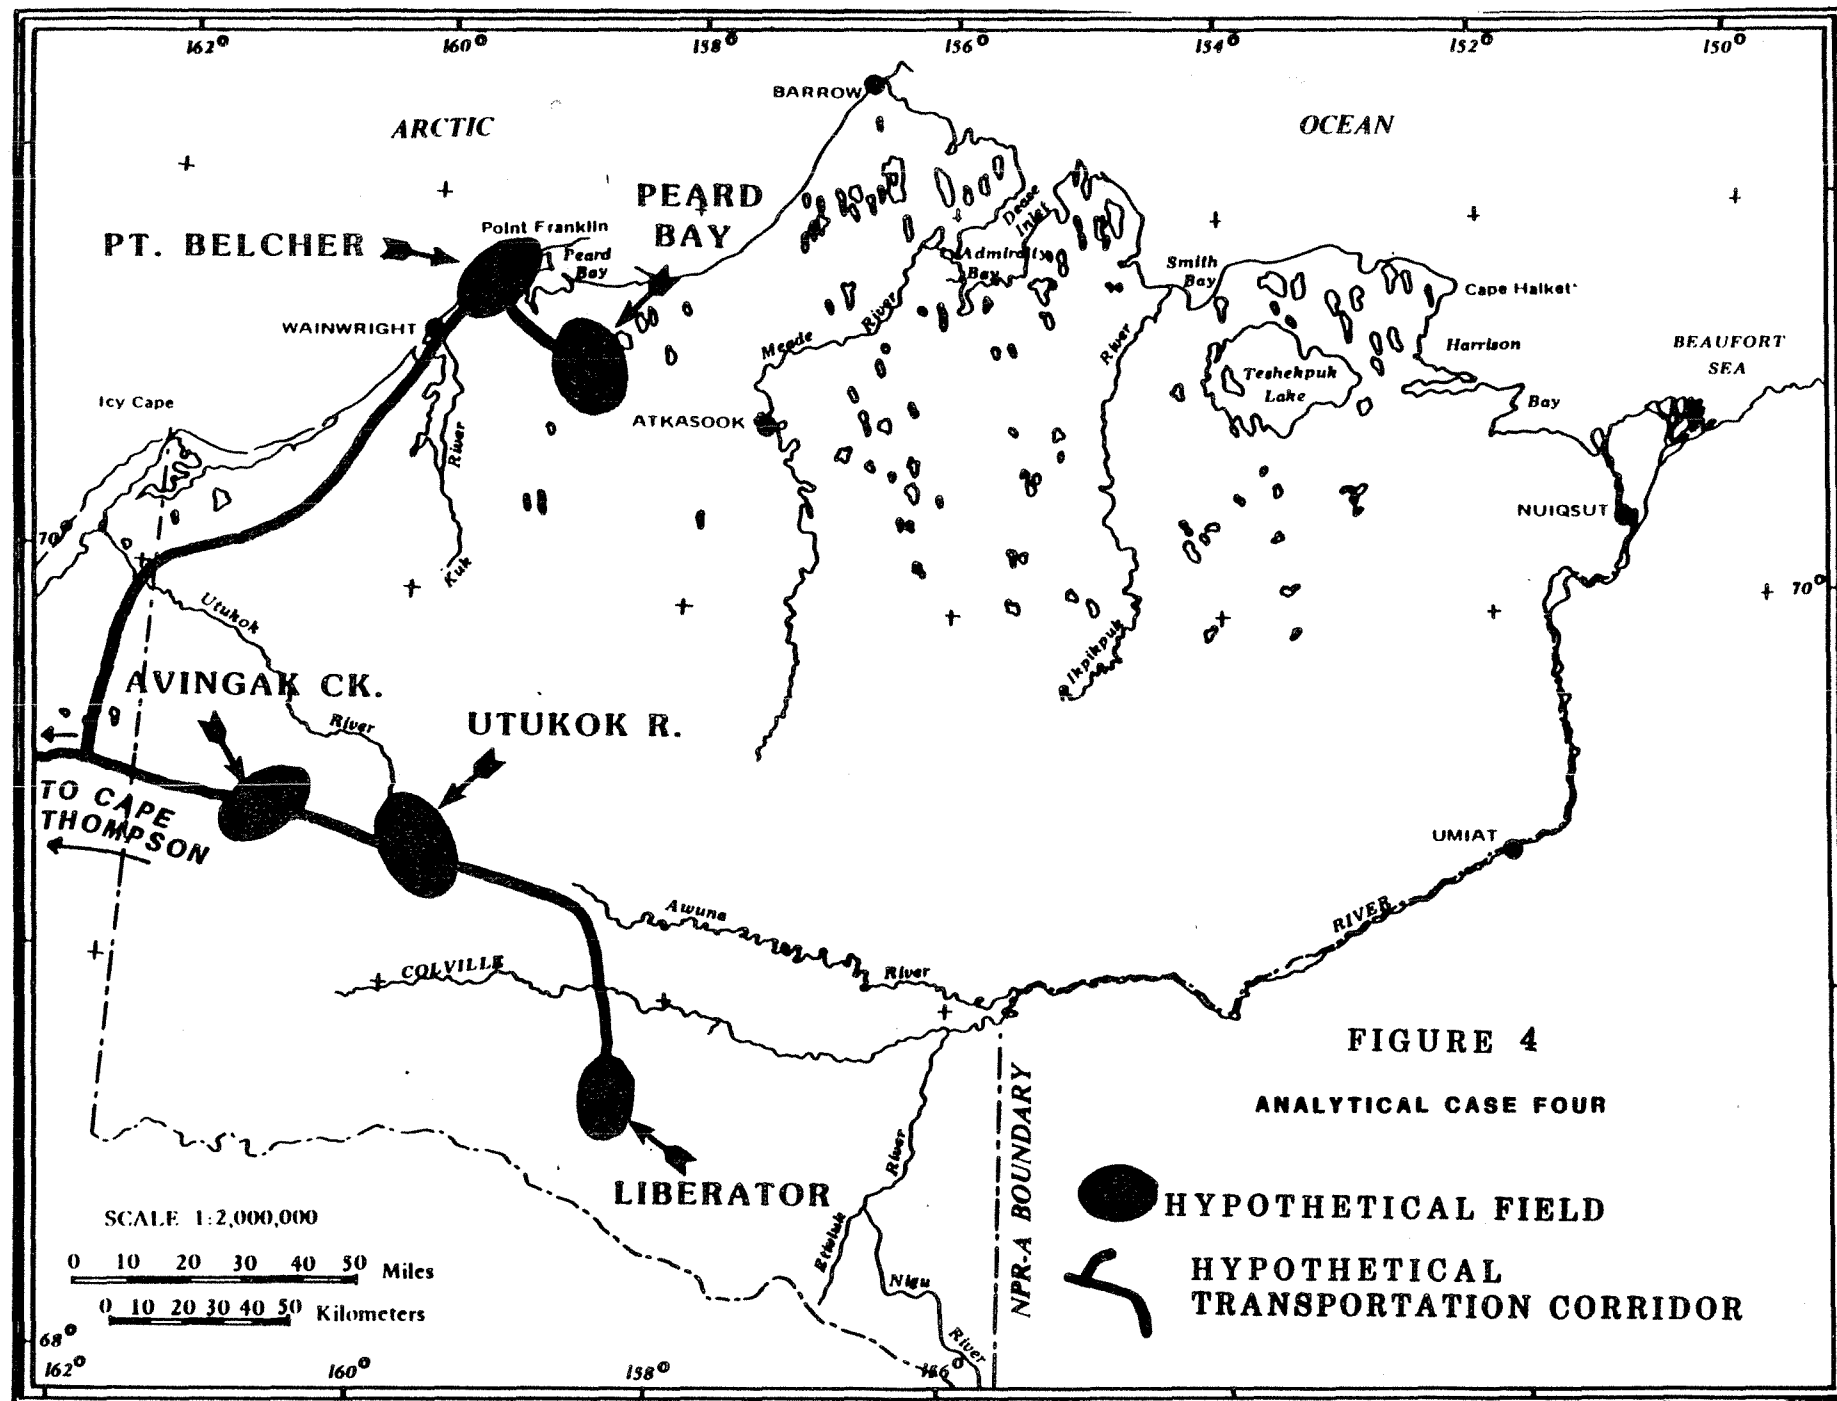 162° 160° 158° 156° 154° 152° 150°
BARROW
ARCTIC
OCEAN
PEARD
BAY
Point Franklin
PT. BELCHER
Peard
Bay
Dease
Inlet
Admiralty
Bay
Smith
Bay
Cape Halket
WAINWRIGHT
Meade
River
River
Harrison
BEAUFORT
SEA
Teshekpuk
Lake
Icy Cape
Bay
ATKASOOK
River
NUIQSUT
70
Kuk
70°
Utukok
Ikpikpuk
AVINGAK CK.
River
UTUKOK R.
TO CAPE
THOMPSON
UMIAT
Awuna
RIVER
COLVILLE
River
FIGURE 4
ANALYTICAL CASE FOUR
NPR-A BOUNDARY
River
LIBERATOR
HYPOTHETICAL FIELD
SCALE 1:2,000,000
Etivluk
0 10 20 30 40 50 Miles
Nigu
HYPOTHETICAL
TRANSPORTATION CORRIDOR
0 10 20 30 40 50 Kilometers
River
68°
162° 160° 158° 156°